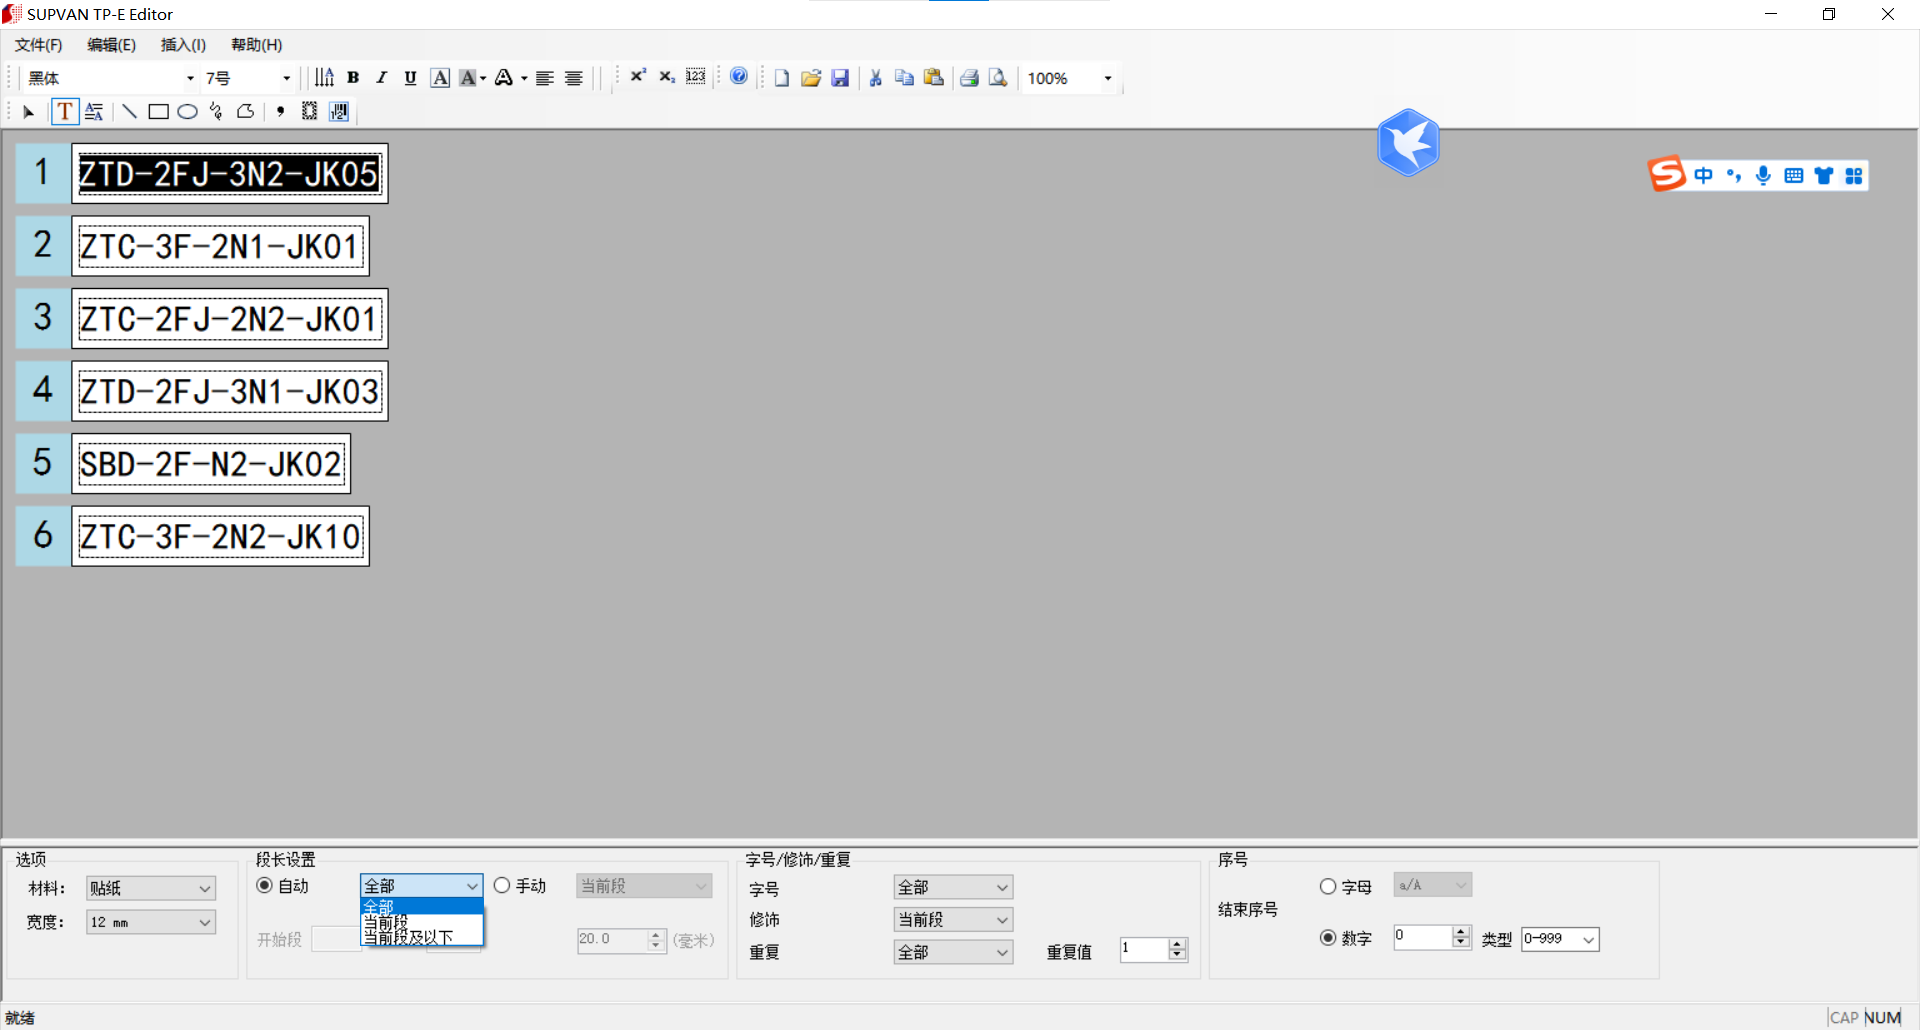 SUPVAN TP-E Editor
文件(F) 编辑(E) 插入(I) 帮助(H)
黑体 7号 B I U A A A X² X₂ 123 100%
T
1 ZTD-2FJ-3N2-JK05
中
2 ZTC-3F-2N1-JK01
3 ZTC-2FJ-2N2-JK01
4 ZTD-2FJ-3N1-JK03
5 SBD-2F-N2-JK02
6 ZTC-3F-2N2-JK10
选项
材料： 贴纸
宽度： 12 mm
段长设置
自动 全部 手动 当前段
全部
当前段
当前段及以下
开始段
20.0 (毫米)
字号/修饰/重复
字号 全部
修饰 当前段
重复 全部 重复值 1
序号
字母 a/A
结束序号
数字 0 类型 0-999
就绪
CAP NUM